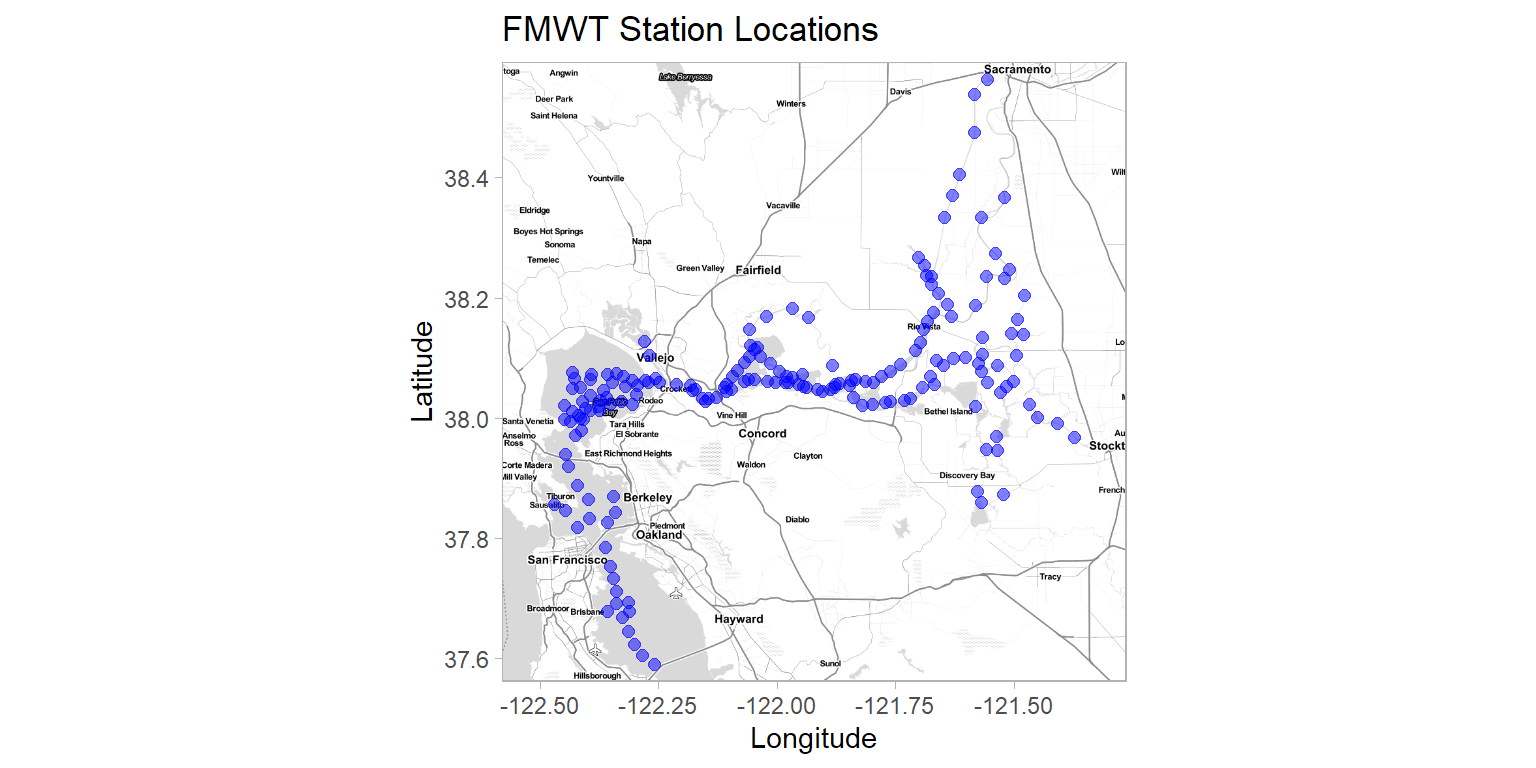 FMWT Station Locations
Latitude
38.4
38.2
38.0
37.8
37.6
toga
Angwin
Lake Berryessa
Sacramento
Deer Park
Winters
Davis
Saint Helena
Yountville
Wilt
Vacaville
Eldridge
Boyes Hot Springs
Sonoma
Napa
Temelec
Green Valley
Fairfield
Rio Vista
Lo
Vallejo
Crockett
Rodeo
Bay
Vine Hill
Bethel Island
Santa Venetia
Tara Hills
El Sobrante
Concord
Au
Anselmo
Ross
Stockt
East Richmond Heights
Clayton
Corte Madera
Waldon
Mill Valley
Discovery Bay
French
Tiburon
Berkeley
Sausalito
Piedmont
Diablo
Oakland
San Francisco
Tracy
Broadmoor
Brisbane
Hayward
Sunol
Hillsborough
-122.50
-122.25
-122.00
-121.75
-121.50
Longitude